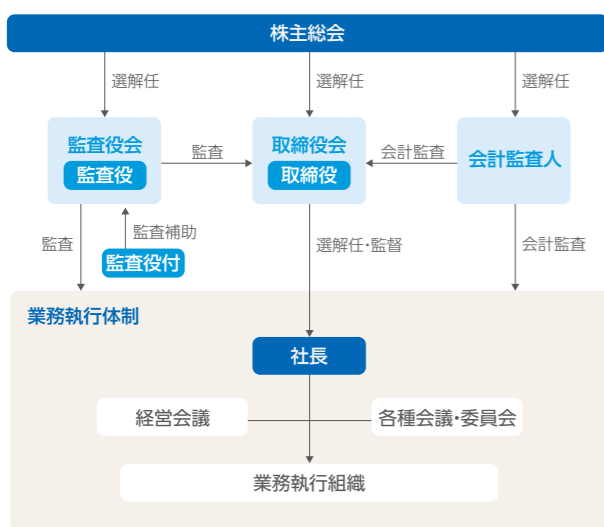 株主総会
選解任
選解任
選解任
監査役会
監査役
監査
取締役会
取締役
会計監査
会計監査人
監査
監査補助
監査役付
選解任・監督
会計監査
業務執行体制
社長
経営会議
各種会議・委員会
業務執行組織